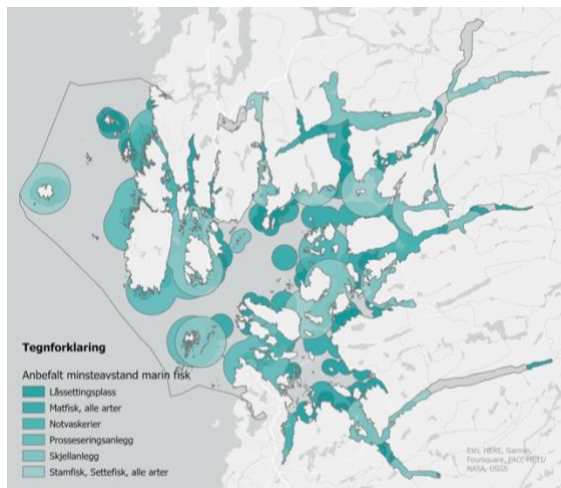 Tegnforklaring
Anbefalt minsteavstand marin fisk
Låssettingsplass
Matfisk, alle arter
Notvaskerier
Prosseseringsanlegg
Skjellanlegg
Stamfisk, Settefisk, alle arter
Esri, HERE, Garmin,
Foursquare, FAO, METI/
NASA, USGS